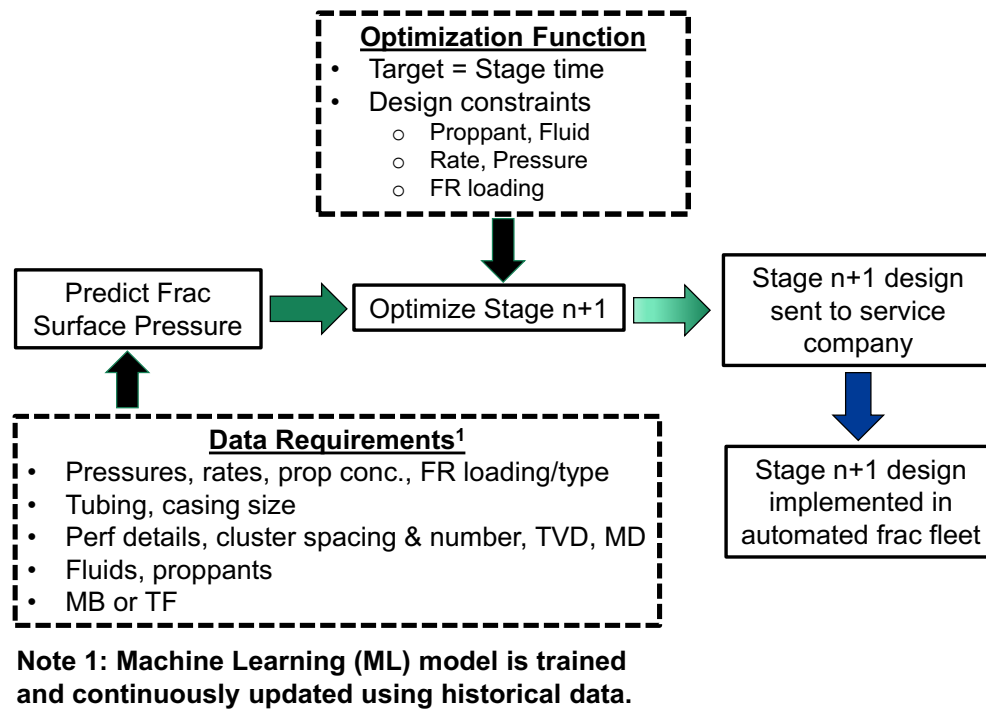 Optimization Function
• Target = Stage time
• Design constraints
o Proppant, Fluid
o Rate, Pressure
o FR loading
Predict Frac
Surface Pressure
Optimize Stage n+1
Stage n+1 design
sent to service
company
Data Requirements¹
• Pressures, rates, prop conc., FR loading/type
• Tubing, casing size
• Perf details, cluster spacing & number, TVD, MD
• Fluids, proppants
• MB or TF
Stage n+1 design
implemented in
automated frac fleet
Note 1: Machine Learning (ML) model is trained
and continuously updated using historical data.